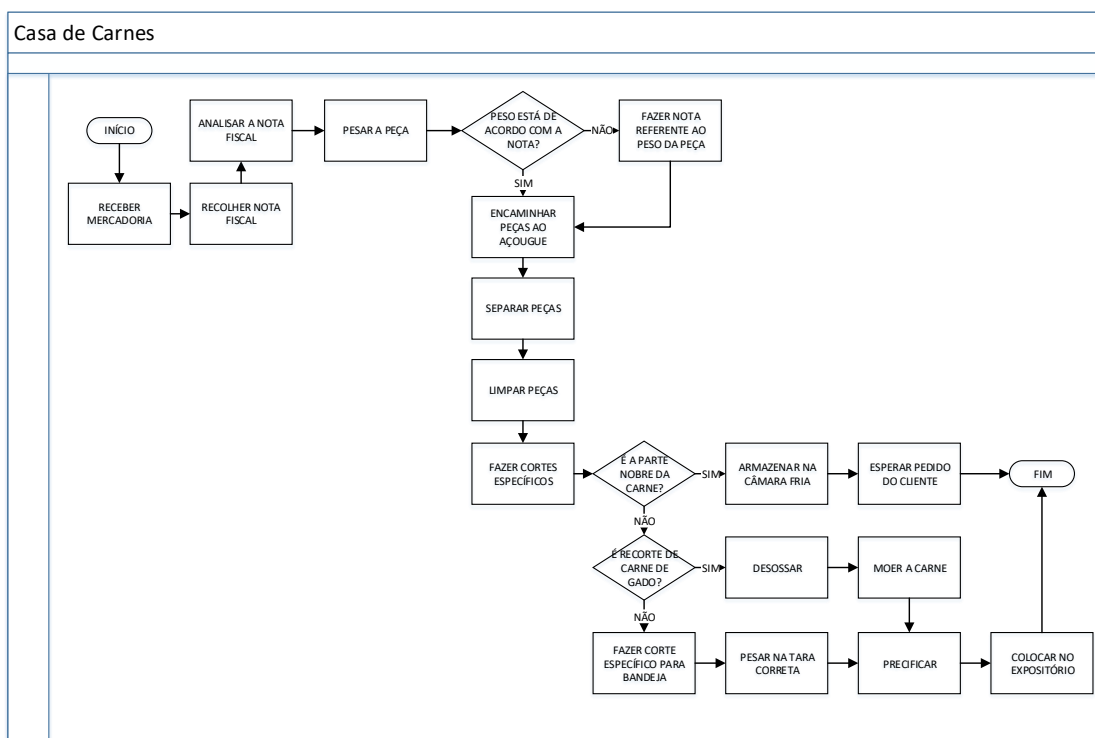 Casa de Carnes
INÍCIO
RECEBER
MERCADORIA
RECOLHER NOTA
FISCAL
ANALISAR A NOTA
FISCAL
PESAR A PEÇA
PESO ESTÁ DE
ACORDO COM A
NOTA?
NÃO
FAZER NOTA
REFERENTE AO
PESO DA PEÇA
SIM
ENCAMINHAR
PEÇAS AO
AÇOUGUE
SEPARAR PEÇAS
LIMPAR PEÇAS
FAZER CORTES
ESPECÍFICOS
É A PARTE
NOBRE DA
CARNE?
SIM
ARMAZENAR NA
CÂMARA FRIA
ESPERAR PEDIDO
DO CLIENTE
FIM
NÃO
É RECORTE DE
CARNE DE
GADO?
SIM
DESOSSAR
MOER A CARNE
NÃO
FAZER CORTE
ESPECÍFICO PARA
BANDEJA
PESAR NA TARA
CORRETA
PRECIFICAR
COLOCAR NO
EXPOSITÓRIO